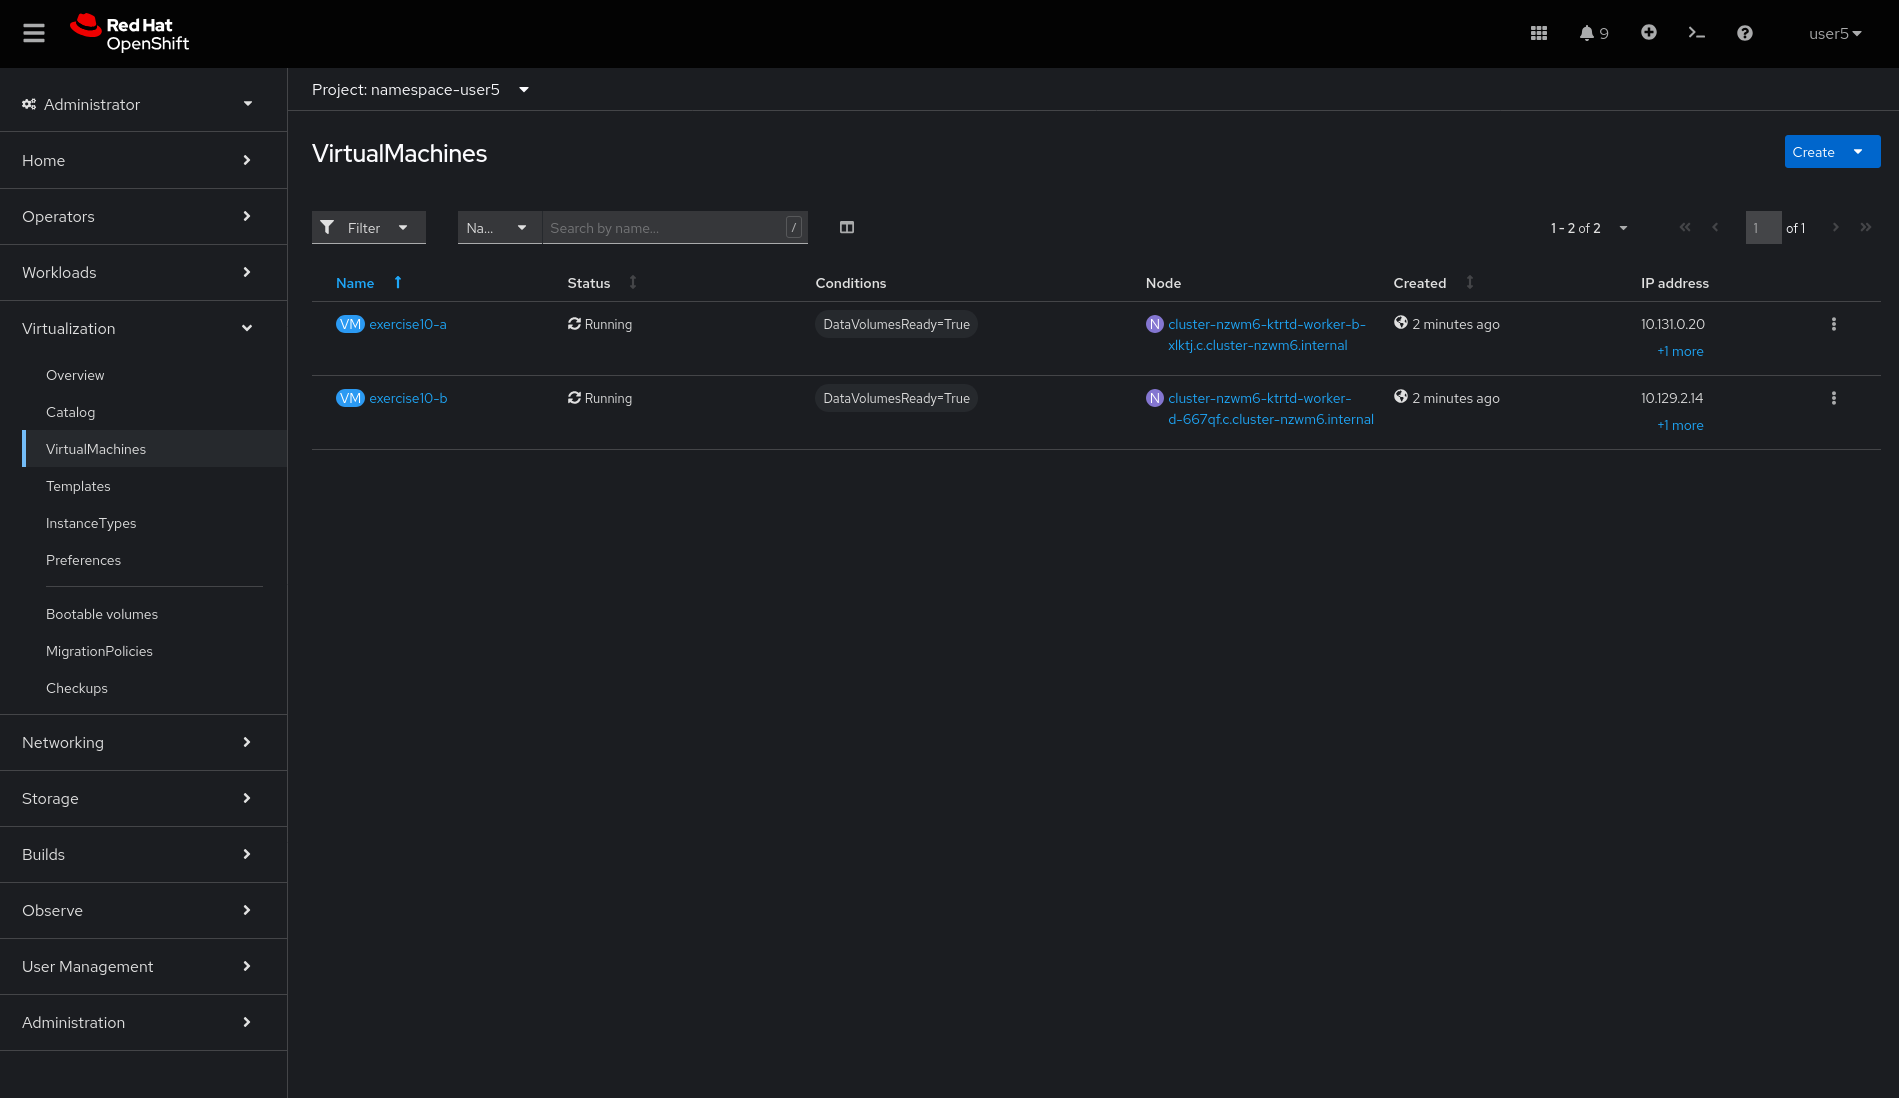 Red Hat
OpenShift
9
user5
Administrator
Home
Operators
Workloads
Virtualization
Overview
Catalog
VirtualMachines
Templates
InstanceTypes
Preferences
Bootable volumes
MigrationPolicies
Checkups
Networking
Storage
Builds
Observe
User Management
Administration
Project: namespace-user5
VirtualMachines
Create
Filter
Na...
Search by name...
/
1 - 2 of 2
1
of 1
Name
Status
Conditions
Node
Created
IP address
VM exercise10-a
Running
DataVolumesReady=True
N cluster-nzwm6-ktrtd-worker-b-
xlktj.c.cluster-nzwm6.internal
2 minutes ago
10.131.0.20
+1 more
VM exercise10-b
Running
DataVolumesReady=True
N cluster-nzwm6-ktrtd-worker-
d-667qf.c.cluster-nzwm6.internal
2 minutes ago
10.129.2.14
+1 more